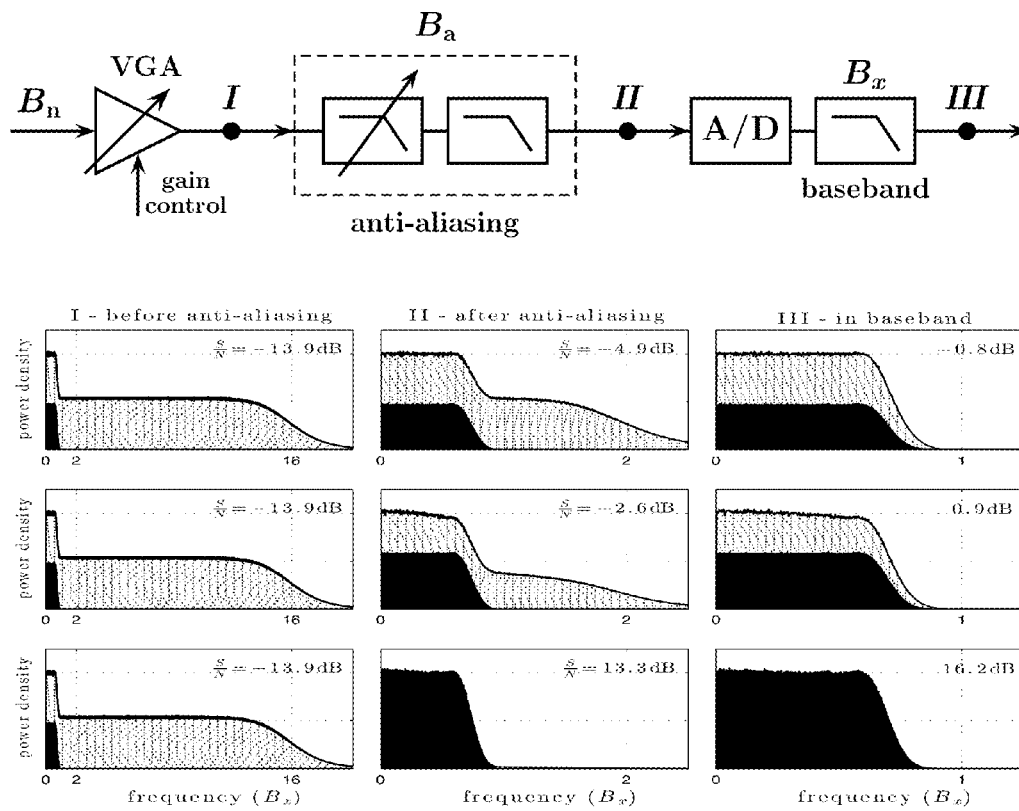 B_a
VGA
B_n
I
II
B_x
III
A/D
gain
control
anti-aliasing
baseband
I - before anti-aliasing
II - after anti-aliasing
III - in baseband
power density
S/N = −13.9dB
S/N = −4.9dB
−0.8dB
0 2 16
0 2
0 1
power density
S/N = −13.9dB
S/N = −2.6dB
0.9dB
0 2 16
0 2
0 1
power density
S/N = −13.9dB
S/N = 13.3dB
16.2dB
0 2 16
0 2
0 1
frequency (B_x)
frequency (B_x)
frequency (B_x)